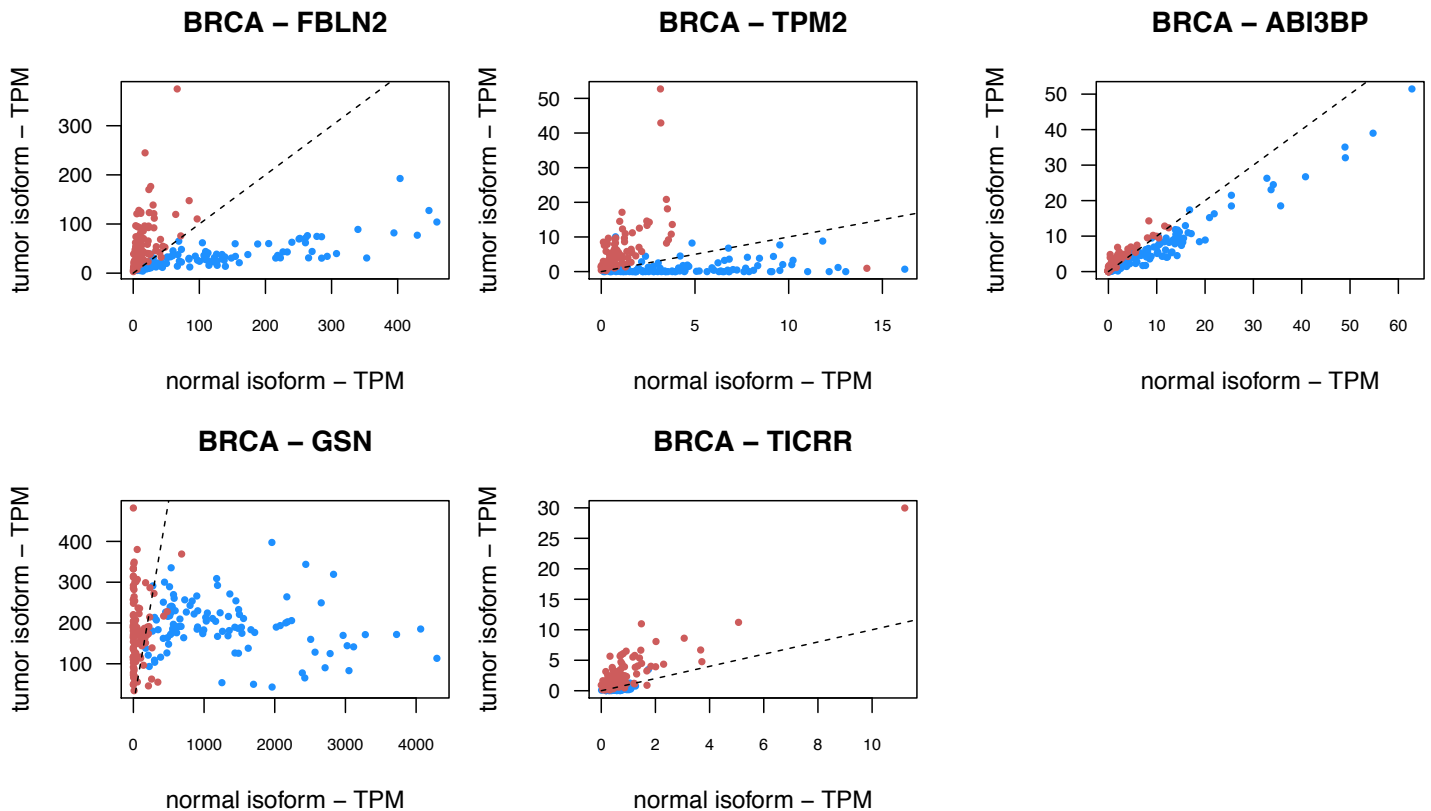 BRCA – FBLN2
tumor isoform – TPM
300
200
100
0
0 100 200 300 400
normal isoform – TPM
BRCA – TPM2
tumor isoform – TPM
50
40
30
20
10
0
0 5 10 15
normal isoform – TPM
BRCA – ABI3BP
tumor isoform – TPM
50
40
30
20
10
0
0 10 20 30 40 50 60
normal isoform – TPM
BRCA – GSN
tumor isoform – TPM
400
300
200
100
0 1000 2000 3000 4000
normal isoform – TPM
BRCA – TICRR
tumor isoform – TPM
30
25
20
15
10
5
0
0 2 4 6 8 10
normal isoform – TPM